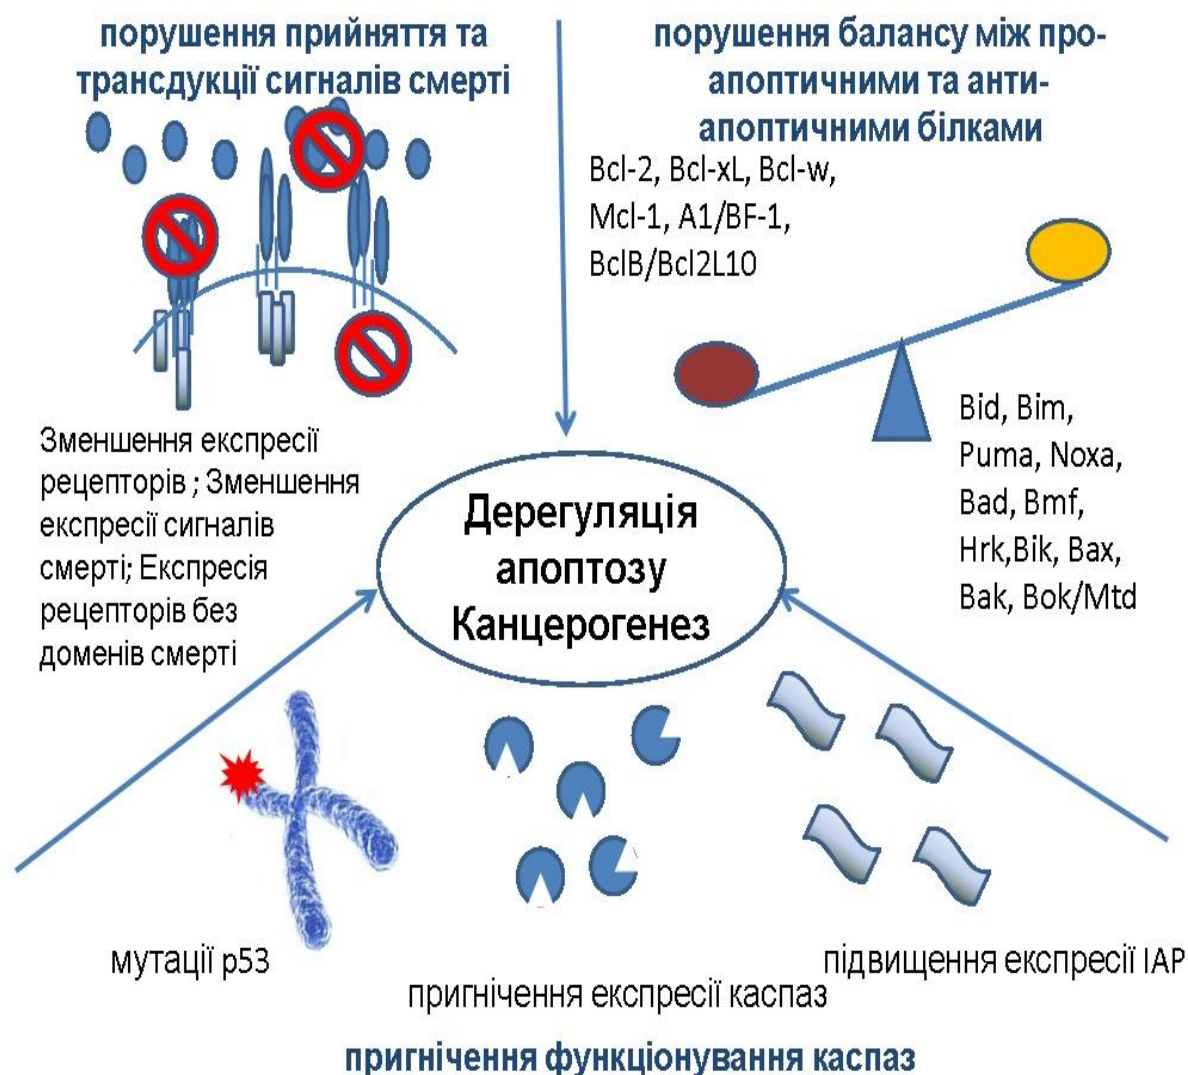 порушення прийняття та
трансдукції сигналів смерті
порушення балансу між про-
апоптичними та анти-
апоптичними білками
Bcl-2, Bcl-xL, Bcl-w,
Mcl-1, A1/BF-1,
BclB/Bcl2L10
Bid, Bim,
Puma, Noxa,
Bad, Bmf,
Hrk,Bik, Bax,
Bak, Bok/Mtd
Зменшення експресії
рецепторів ; Зменшення
експресії сигналів
смерті; Експресія
рецепторів без
доменів смерті
Дерегуляція
апоптозу
Канцерогенез
мутації p53
пригнічення експресії каспаз
підвищення експресії IAP
пригнічення функціонування каспаз